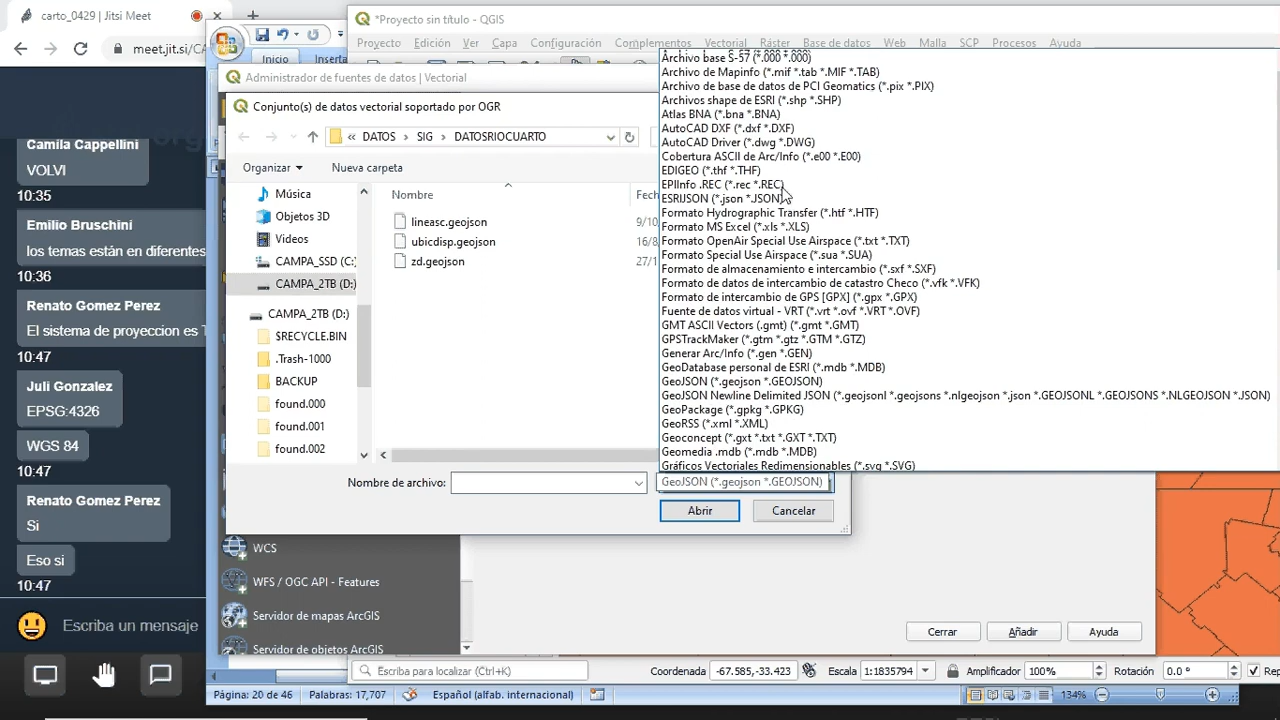 carto_0429 | Jitsi Meet
meet.jit.si/CA
Camila Cappellini
VOLVI
10:35
Emilio Bruschini
los temas están en diferentes
10:36
Renato Gomez Perez
El sistema de proyeccion es T
10:47
Juli Gonzalez
EPSG:4326
WGS 84
10:47
Renato Gomez Perez
Si
Eso si
10:47
Escriba un mensaje
Inicio
Inserta
*Proyecto sin título - QGIS
Proyecto Edición Ver Capa Configuración Complementos Vectorial Ráster Base de datos Web Malla SCP Procesos Ayuda
Administrador de fuentes de datos | Vectorial
Conjunto(s) de datos vectorial soportado por OGR
DATOS SIG DATOSRIOCUARTO
Organizar Nueva carpeta
Música
Objetos 3D
Videos
CAMPA_SSD (C:)
CAMPA_2TB (D:)
CAMPA_2TB (D:)
$RECYCLE.BIN
.Trash-1000
BACKUP
found.000
found.001
found.002
Nombre Fech
lineasc.geojson 9/10
ubicdisp.geojson 16/8
zd.geojson 27/1
Archivo base S-57 (*.000 *.000)
Archivo de Mapinfo (*.mif *.tab *.MIF *.TAB)
Archivo de base de datos de PCI Geomatics (*.pix *.PIX)
Archivos shape de ESRI (*.shp *.SHP)
Atlas BNA (*.bna *.BNA)
AutoCAD DXF (*.dxf *.DXF)
AutoCAD Driver (*.dwg *.DWG)
Cobertura ASCII de Arc/Info (*.e00 *.E00)
EDIGEO (*.thf *.THF)
EPIInfo .REC (*.rec *.REC)
ESRIJSON (*.json *.JSON)
Formato Hydrographic Transfer (*.htf *.HTF)
Formato MS Excel (*.xls *.XLS)
Formato OpenAir Special Use Airspace (*.txt *.TXT)
Formato Special Use Airspace (*.sua *.SUA)
Formato de almacenamiento e intercambio (*.sxf *.SXF)
Formato de datos de intercambio de catastro Checo (*.vfk *.VFK)
Formato de intercambio de GPS [GPX] (*.gpx *.GPX)
Fuente de datos virtual - VRT (*.vrt *.ovf *.VRT *.OVF)
GMT ASCII Vectors (.gmt) (*.gmt *.GMT)
GPSTrackMaker (*.gtm *.gtz *.GTM *.GTZ)
Generar Arc/Info (*.gen *.GEN)
GeoDatabase personal de ESRI (*.mdb *.MDB)
GeoJSON (*.geojson *.GEOJSON)
GeoJSON Newline Delimited JSON (*.geojsonl *.geojsons *.nlgeojson *.json *.GEOJSONL *.GEOJSONS *.NLGEOJSON *.JSON)
GeoPackage (*.gpkg *.GPKG)
GeoRSS (*.xml *.XML)
Geoconcept (*.gxt *.txt *.GXT *.TXT)
Geomedia .mdb (*.mdb *.MDB)
Gráficos Vectoriales Redimensionables (*.svg *.SVG)
Nombre de archivo:
GeoJSON (*.geojson *.GEOJSON)
Abrir Cancelar
WCS
WFS / OGC API - Features
Servidor de mapas ArcGIS
Servidor de objetos ArcGIS
Cerrar Añadir Ayuda
Escriba para localizar (Ctrl+K) Coordenada -67.585,-33.423 Escala 1:1835794 Amplificador 100% Rotación 0.0 ° Rep
Página: 20 de 46 Palabras: 17,707 Español (alfab. internacional) 134%